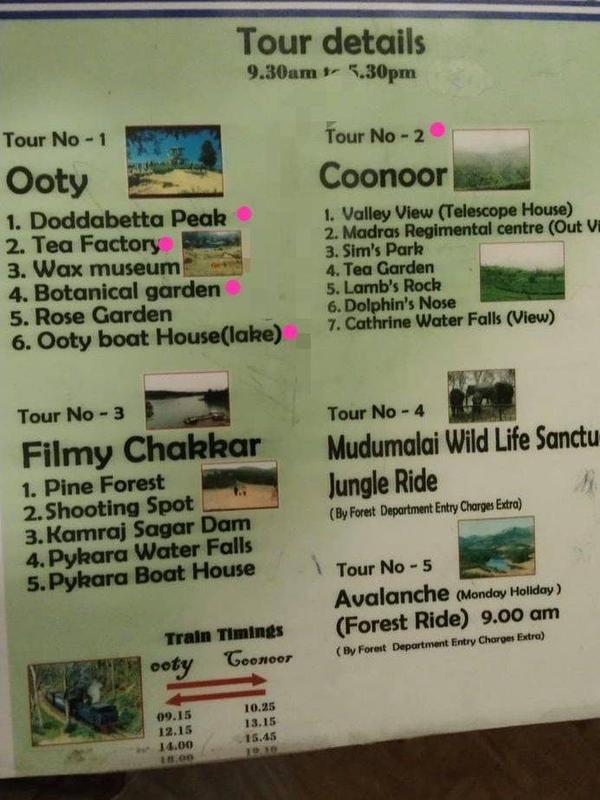 Tour details
9.30am to 5.30pm
Tour No - 1
Ooty
1. Doddabetta Peak
2. Tea Factory
3. Wax museum
4. Botanical garden
5. Rose Garden
6. Ooty boat House(lake)
Tour No - 2
Coonoor
1. Valley View (Telescope House)
2. Madras Regimental centre (Out Vi
3. Sim's Park
4. Tea Garden
5. Lamb's Rock
6. Dolphin's Nose
7. Cathrine Water Falls (View)
Tour No - 3
Filmy Chakkar
1. Pine Forest
2. Shooting Spot
3. Kamraj Sagar Dam
4. Pykara Water Falls
5. Pykara Boat House
Tour No - 4
Mudumalai Wild Life Sanctu
Jungle Ride
(By Forest Department Entry Charges Extra)
Tour No - 5
Avalanche (Monday Holiday)
(Forest Ride) 9.00 am
(By Forest Department Entry Charges Extra)
Train Timings
ooty Coonoor
09.15 10.25
12.15 13.15
14.00 15.45
18.00